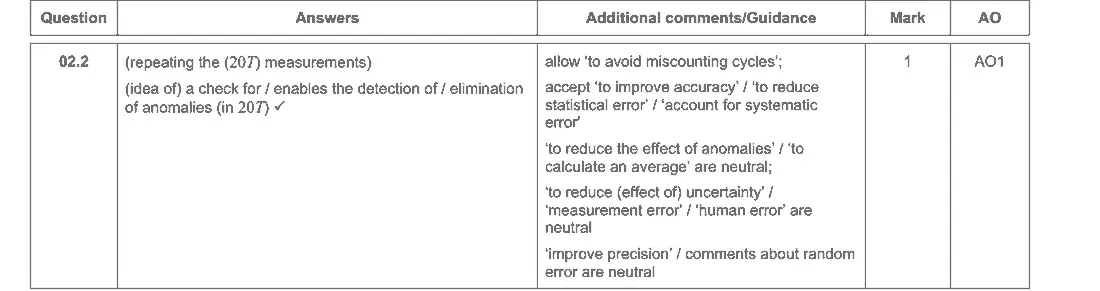 Question Answers Additional comments/Guidance Mark AO
02.2 (repeating the (20T) measurements) allow 'to avoid miscounting cycles'; 1 AO1
(idea of) a check for / enables the detection of / elimination
of anomalies (in 20T) ✓
accept 'to improve accuracy' / 'to reduce
statistical error' / 'account for systematic
error'
'to reduce the effect of anomalies' / 'to
calculate an average' are neutral;
'to reduce (effect of) uncertainty' /
'measurement error' / 'human error' are
neutral
'improve precision' / comments about random
error are neutral